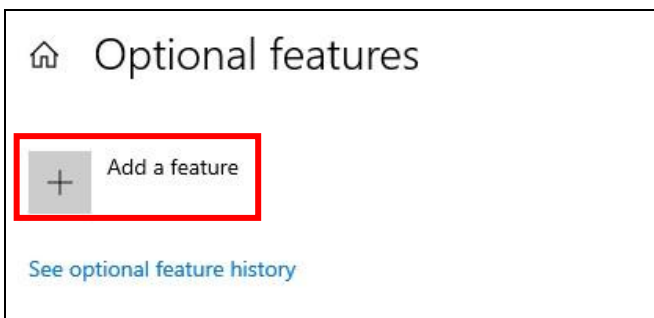 Optional features
Add a feature
See optional feature history